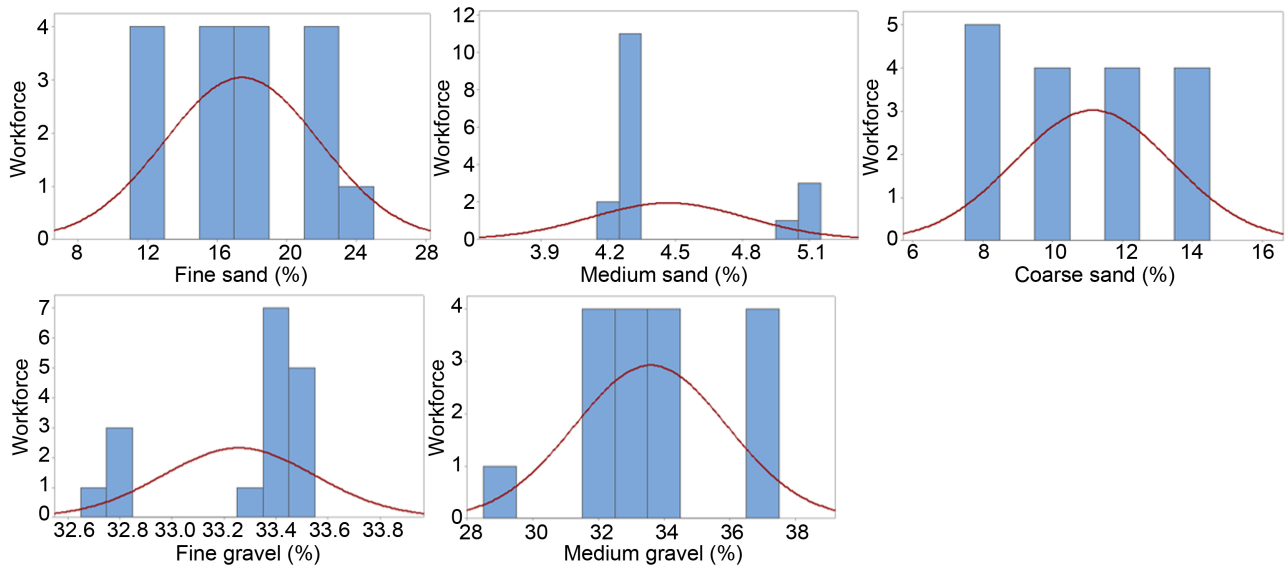 Workforce
4
3
2
1
0
8 12 16 20 24 28
Fine sand (%)
Workforce
12
10
8
6
4
2
0
3.9 4.2 4.5 4.8 5.1
Medium sand (%)
Workforce
5
4
3
2
1
0
6 8 10 12 14 16
Coarse sand (%)
Workforce
7
6
5
4
3
2
1
0
32.6 32.8 33.0 33.2 33.4 33.6 33.8
Fine gravel (%)
Workforce
4
3
2
1
0
28 30 32 34 36 38
Medium gravel (%)